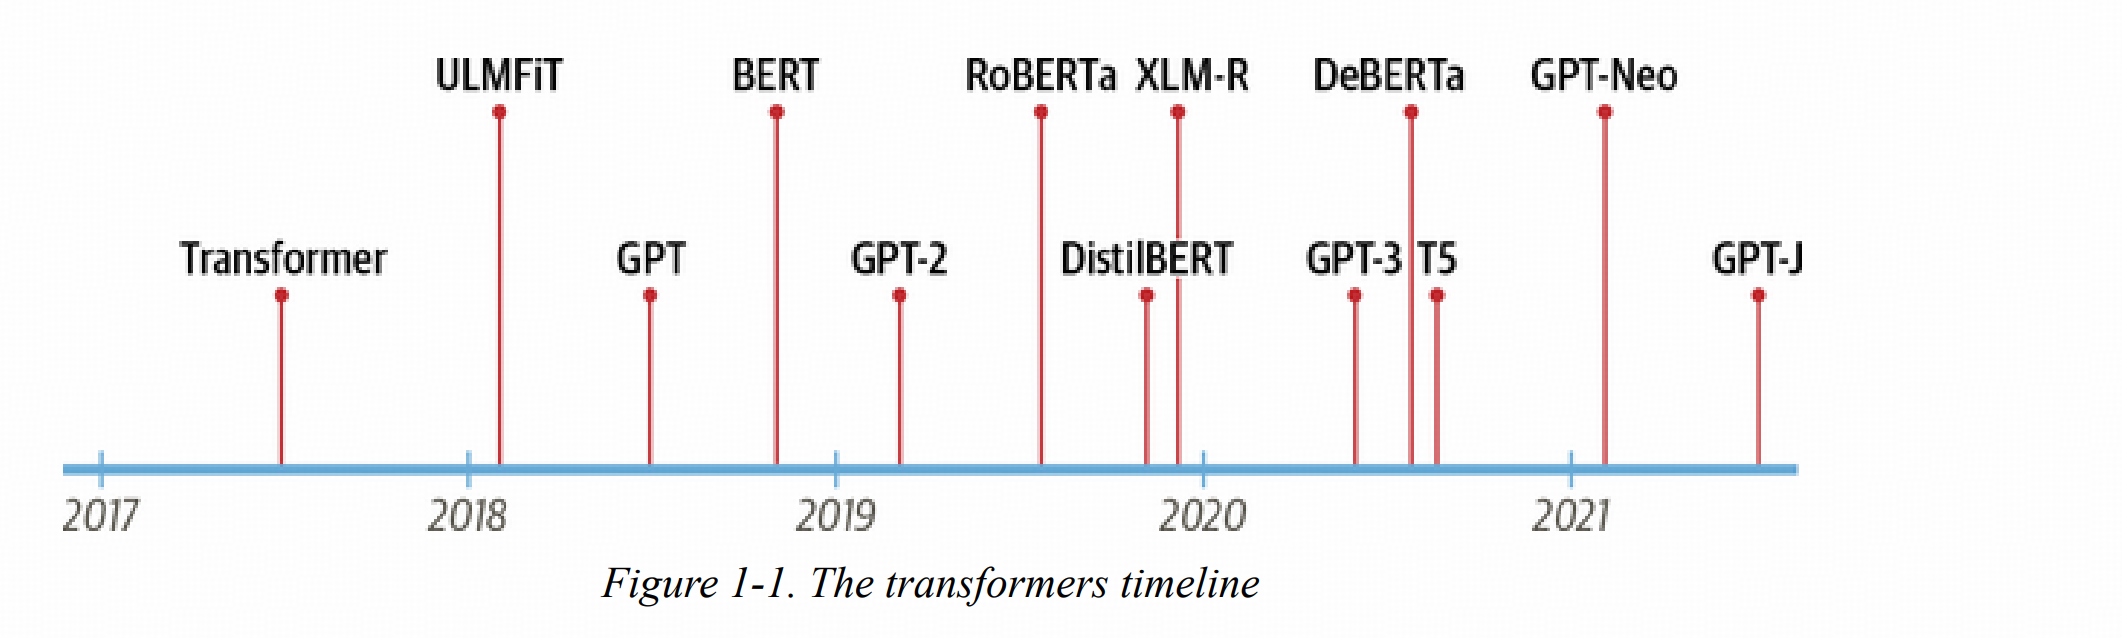 ULMFiT BERT RoBERTa XLM-R DeBERTa GPT-Neo
Transformer GPT GPT-2 DistilBERT GPT-3 T5 GPT-J
2017 2018 2019 2020 2021
Figure 1-1. The transformers timeline